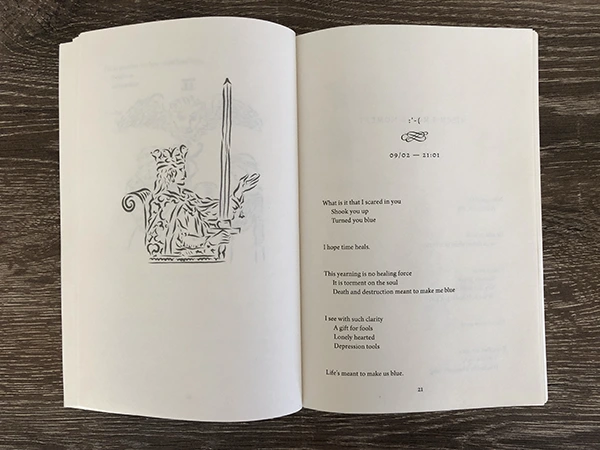 :'-(
09/02 — 21:01
What is it that I scared in you
Shook you up
Turned you blue
I hope time heals.
This yearning is no healing force
It is torment on the soul
Death and destruction meant to make me blue
I see with such clarity
A gift for fools
Lonely hearted
Depression tools
Life's meant to make us blue.
21